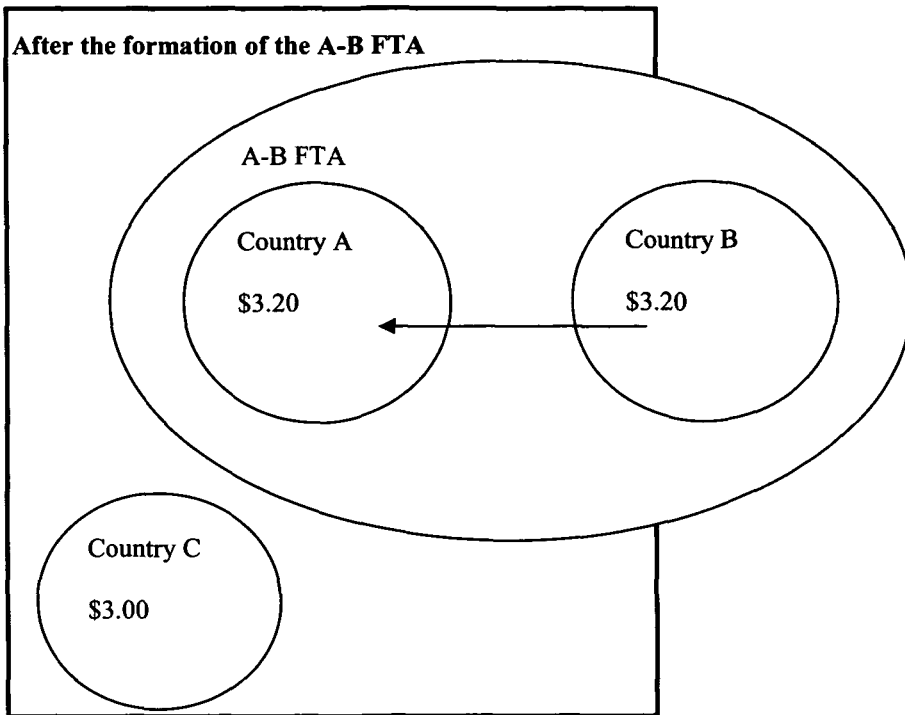 After the formation of the A-B FTA
A-B FTA
Country A
$3.20
Country B
$3.20
Country C
$3.00